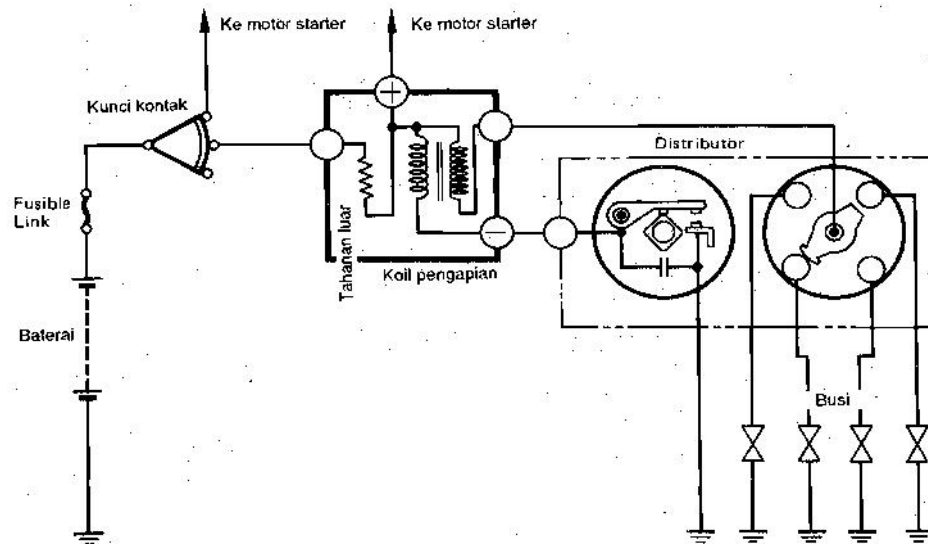 Ke motor starter
Ke motor starter
Kunci kontak
Distributor
Fusible
Link
Tahanan luar
Koil pengapian
Baterai
Busi